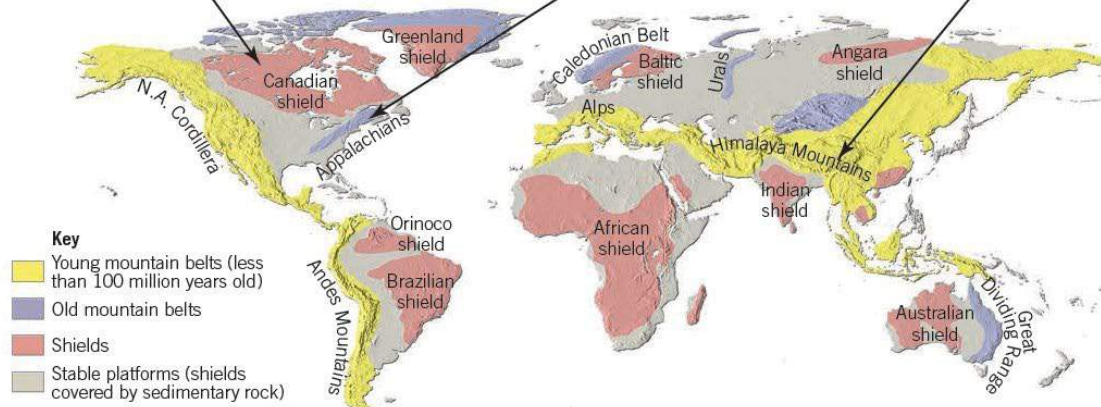 Greenland
shield
Canadian
shield
N.A. Cordillera
Appalachians
Caledonian Belt
Baltic
shield
Urals
Angara
shield
Alps
Himalaya Mountains
Indian
shield
African
shield
Orinoco
shield
Brazilian
shield
Andes Mountains
Australian
shield
Great
Dividing Range
Key
Young mountain belts (less
than 100 million years old)
Old mountain belts
Shields
Stable platforms (shields
covered by sedimentary rock)